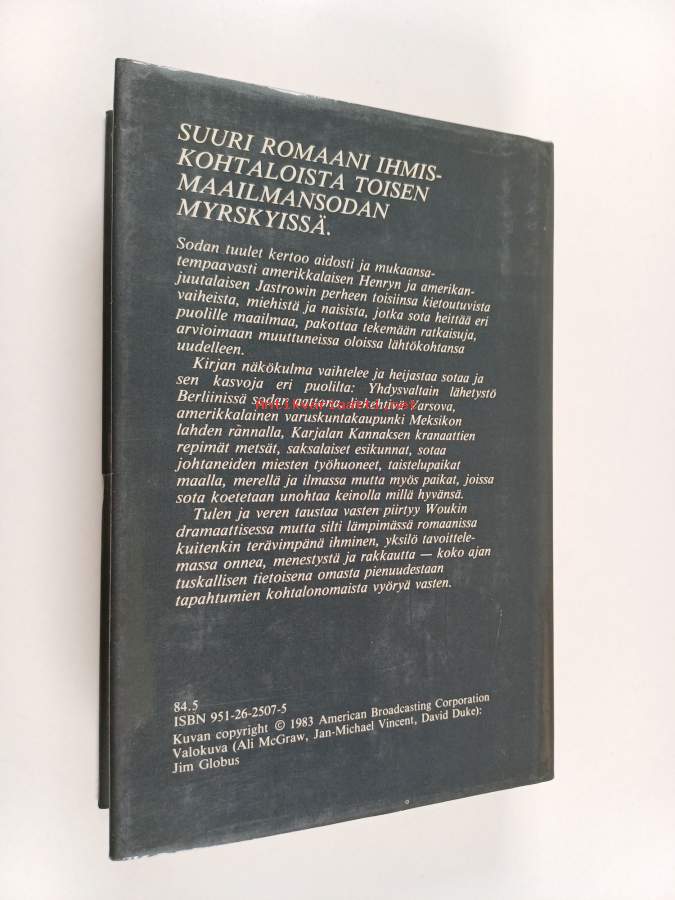 SUURI ROMAANI IHMIS-
KOHTALOISTA TOISEN
MAAILMANSODAN
MYRSKYISSÄ.
Sodan tuulet kertoo aidosti ja mukaansa-
tempaavasti amerikkalaisen Henryn ja amerikan-
juutalaisen Jastrowin perheen toisiinsa kietoutuvista
vaiheista, miehistä ja naisista, jotka sota heittää eri
puolille maailmaa, pakottaa tekemään ratkaisuja,
arvioimaan muuttuneissa oloissa lähtökohtansa
uudelleen.
Kirjan näkökulma vaihtelee ja heijastaa sotaa ja
sen kasvoja eri puolilta: Yhdysvaltain lähetystö
Berliinissä sodan aattona, liekehtivä Varsova,
amerikkalainen varuskuntakaupunki Meksikon
lahden rannalla, Karjalan Kannaksen kranaattien
repimät metsät, saksalaiset esikunnat, sotaa
johtaneiden miesten työhuoneet, taistelupaikat
maalla, merellä ja ilmassa mutta myös paikat, joissa
sota koetetaan unohtaa keinolla millä hyvänsä.
Tulen ja veren taustaa vasten piirtyy Woukin
dramaattisessa mutta silti lämpimässä romaanissa
kuitenkin terävimpänä ihminen, yksilö tavoittele-
massa onnea, menestystä ja rakkautta — koko ajan
tuskallisen tietoisena omasta pienuudestaan
tapahtumien kohtalonomaista vyöryä vasten.
84.5
ISBN 951-26-2507-5
Kuvan copyright © 1983 American Broadcasting Corporation
Valokuva (Ali McGraw, Jan-Michael Vincent, David Duke):
Jim Globus